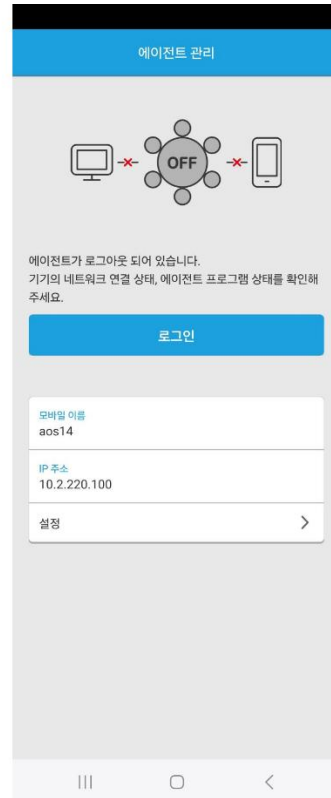 에이전트 관리
OFF
에이전트가 로그아웃 되어 있습니다.
기기의 네트워크 연결 상태, 에이전트 프로그램 상태를 확인해
주세요.
로그인
모바일 이름
aos14
IP 주소
10.2.220.100
설정